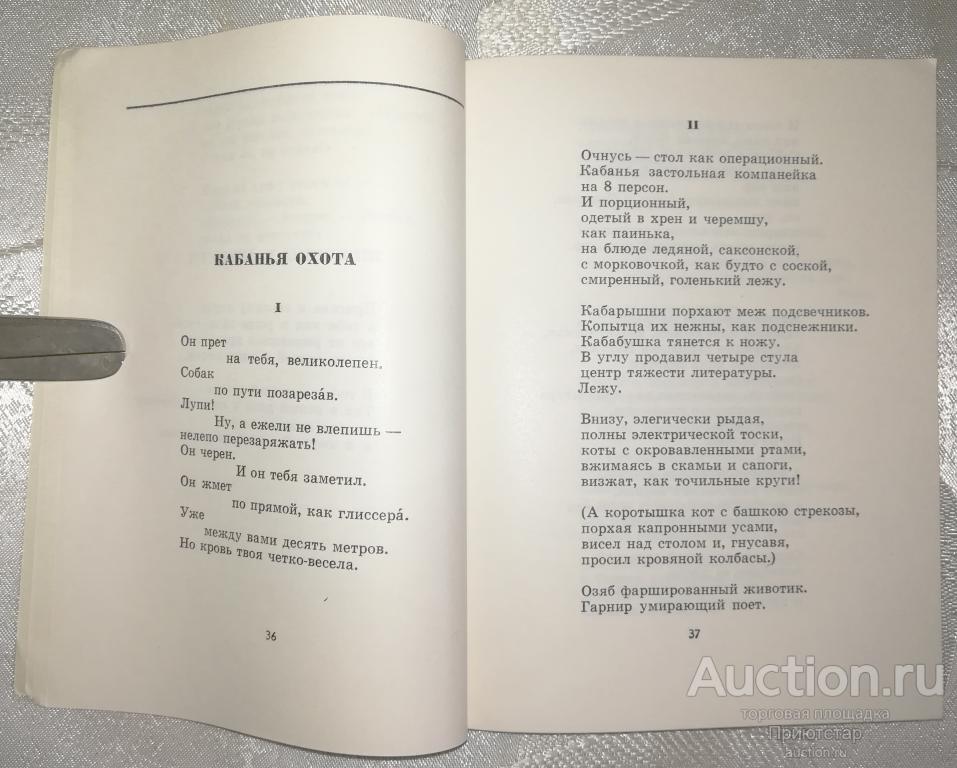 КАБАНЬЯ ОХОТА
I
Он прет
на тебя, великолепен.
Собак
по пути позарезáв.
Лупи!
Ну, а ежели не влепишь —
нелепо перезаряжать!
Он черен.
И он тебя заметил.
Он жмет
по прямой, как глиссерá.
Уже
между вами десять метров.
Но кровь твоя четко-весела.
36
II
Очнусь — стол как операционный.
Кабанья застольная компанейка
на 8 персон.
И порционный,
одетый в хрен и черемшу,
как паинька,
на блюде ледяной, саксонской,
с морковочкой, как будто с соской,
смиренный, голенький лежу.
Кабарышни порхают меж подсвечников.
Копытца их нежны, как подснежники.
Кабабушка тянется к ножу.
В углу продавил четыре стула
центр тяжести литературы.
Лежу.
Внизу, элегически рыдая,
полны электрической тоски,
коты с окровавленными ртами,
вжимаясь в скамьи и сапоги,
визжат, как точильные круги!
(А коротышка кот с башкою стрекозы,
порхая капронными усами,
висел над столом и, гнусавя,
просил кровяной колбасы.)
Озяб фаршированный животик.
Гарнир умирающий поет.
37
Auction.ru
торговая площадка
Приютстар
auction.ru